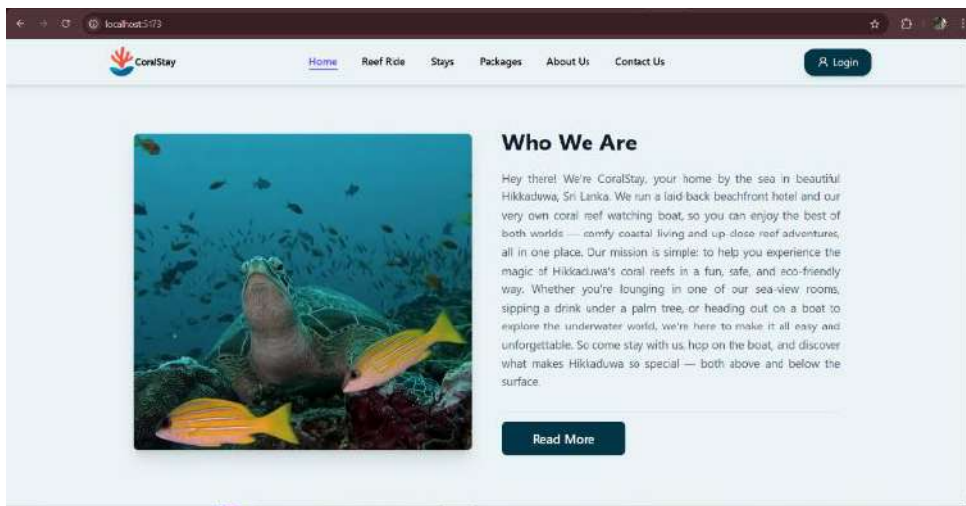 localhost:5173
CoralStay
Home Reef Ride Stays Packages About Us Contact Us
Login
Who We Are
Hey there! We're CoralStay, your home by the sea in beautiful
Hikkaduwa, Sri Lanka. We run a laid-back beachfront hotel and our
very own coral reef watching boat, so you can enjoy the best of
both worlds — comfy coastal living and up-close reef adventures,
all in one place. Our mission is simple: to help you experience the
magic of Hikkaduwa's coral reefs in a fun, safe, and eco-friendly
way. Whether you're lounging in one of our sea-view rooms,
sipping a drink under a palm tree, or heading out on a boat to
explore the underwater world, we're here to make it all easy and
unforgettable. So come stay with us, hop on the boat, and discover
what makes Hikkaduwa so special — both above and below the
surface.
Read More